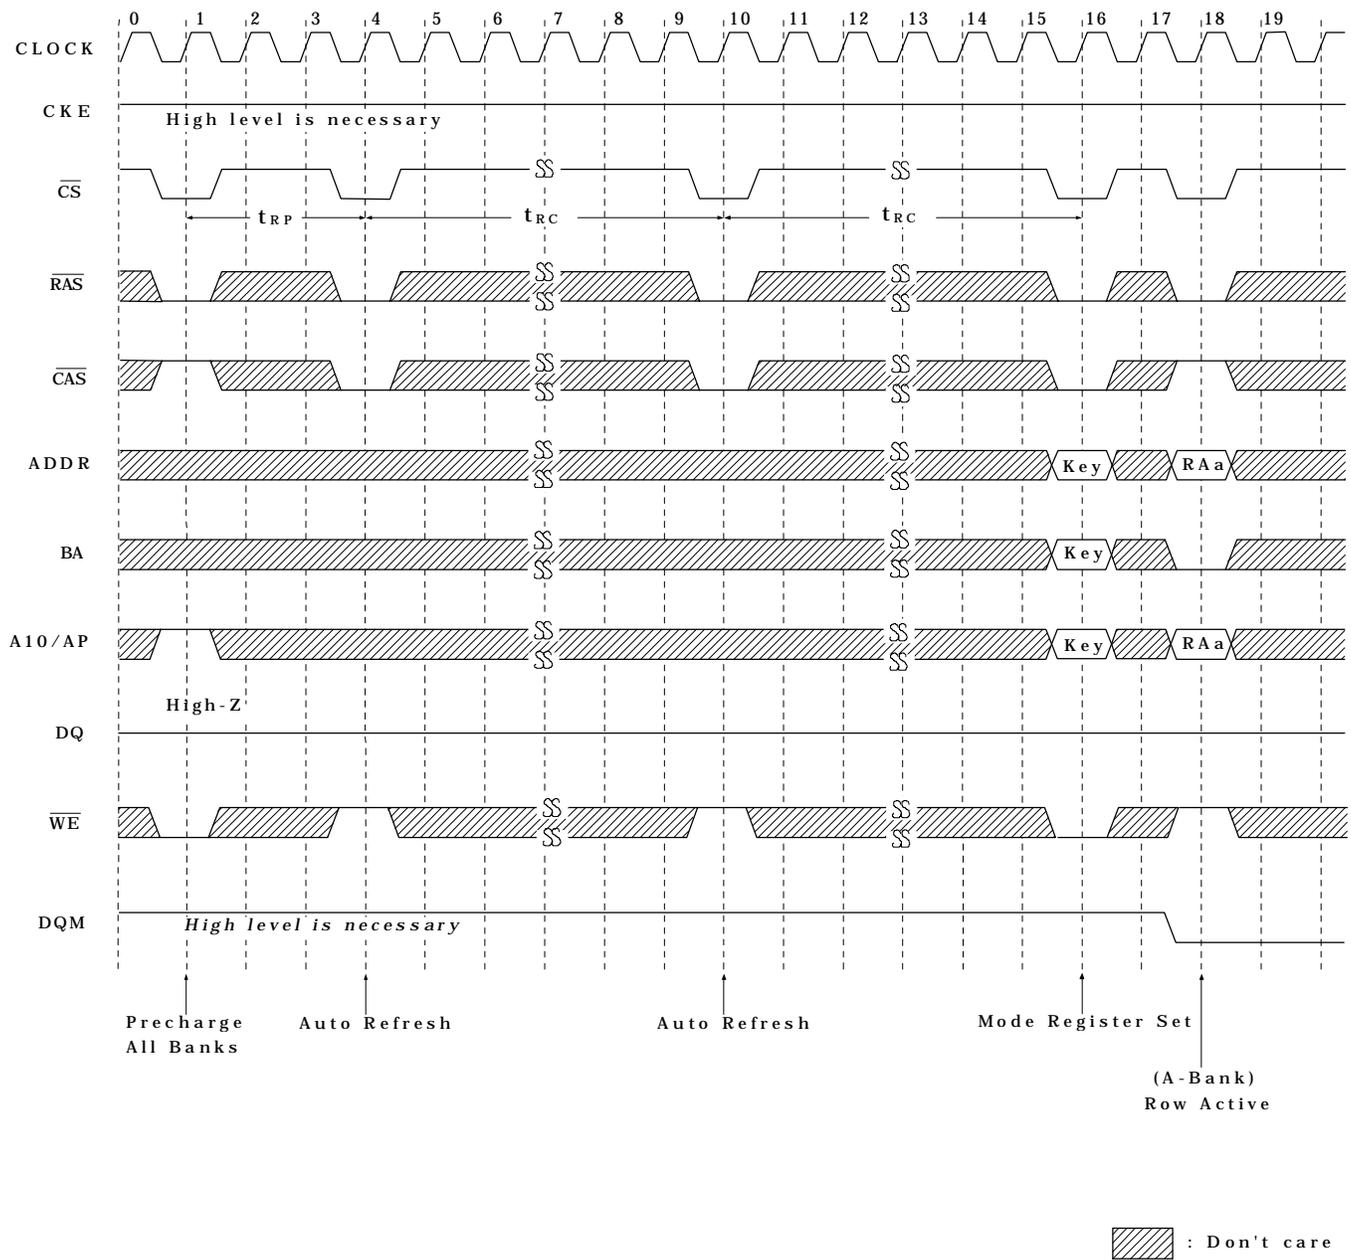 0 1 2 3 4 5 6 7 8 9 10 11 12 13 14 15 16 17 18 19
CLOCK
CKE
High level is necessary
CS
tRP tRC tRC
RAS
CAS
ADDR Key RAa
BA Key
A10/AP Key RAa
High-Z
DQ
WE
DQM High level is necessary
Precharge Auto Refresh Auto Refresh Mode Register Set
All Banks
(A-Bank)
Row Active
: Don't care